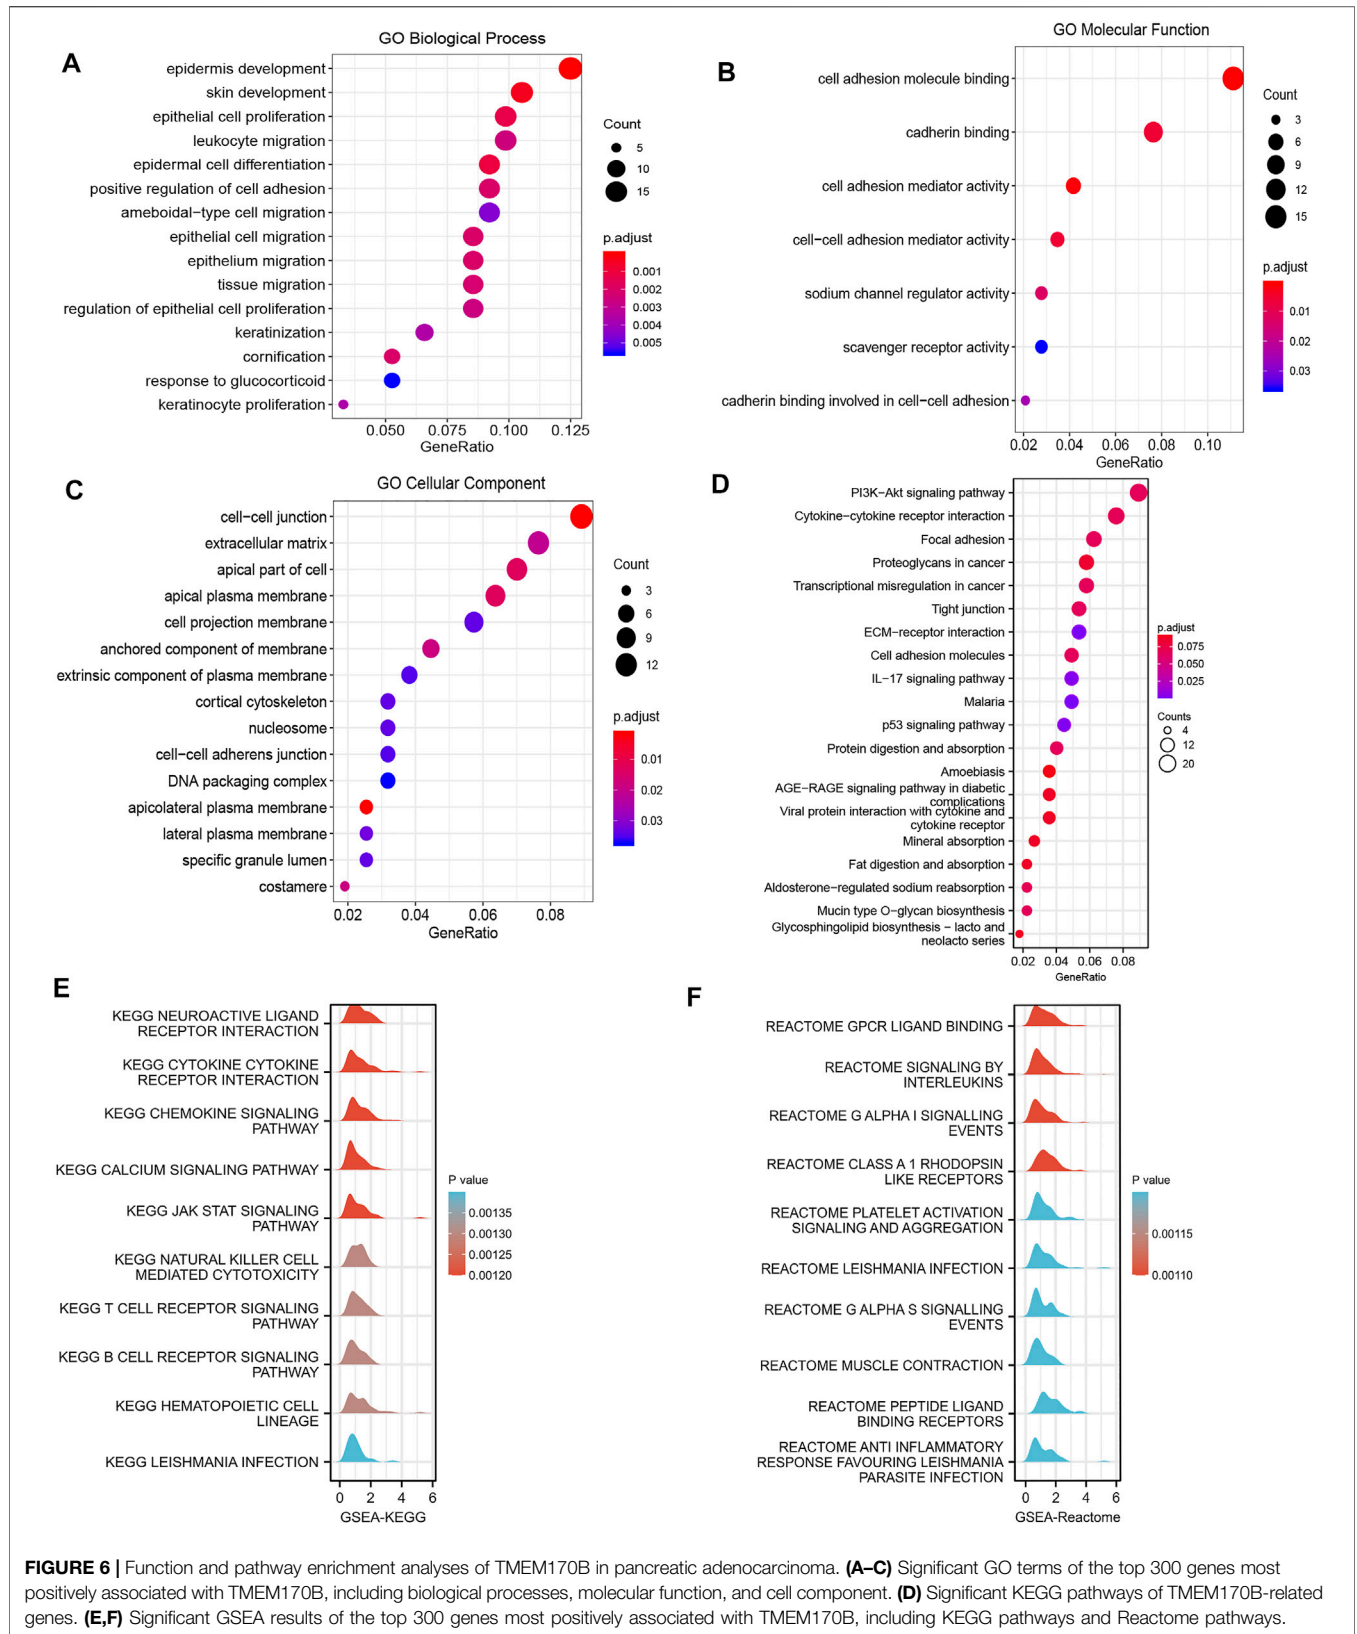 A
GO Biological Process
epidermis development
skin development
epithelial cell proliferation
leukocyte migration
epidermal cell differentiation
positive regulation of cell adhesion
ameboidal−type cell migration
epithelial cell migration
epithelium migration
tissue migration
regulation of epithelial cell proliferation
keratinization
cornification
response to glucocorticoid
keratinocyte proliferation
0.050 0.075 0.100 0.125
GeneRatio
Count
5
10
15
p.adjust
0.001
0.002
0.003
0.004
0.005
B
GO Molecular Function
cell adhesion molecule binding
cadherin binding
cell adhesion mediator activity
cell−cell adhesion mediator activity
sodium channel regulator activity
scavenger receptor activity
cadherin binding involved in cell−cell adhesion
0.02 0.04 0.06 0.08 0.10
GeneRatio
Count
3
6
9
12
15
p.adjust
0.01
0.02
0.03
C
GO Cellular Component
cell−cell junction
extracellular matrix
apical part of cell
apical plasma membrane
cell projection membrane
anchored component of membrane
extrinsic component of plasma membrane
cortical cytoskeleton
nucleosome
cell−cell adherens junction
DNA packaging complex
apicolateral plasma membrane
lateral plasma membrane
specific granule lumen
costamere
0.02 0.04 0.06 0.08
GeneRatio
Count
3
6
9
12
p.adjust
0.01
0.02
0.03
D
PI3K−Akt signaling pathway
Cytokine−cytokine receptor interaction
Focal adhesion
Proteoglycans in cancer
Transcriptional misregulation in cancer
Tight junction
ECM−receptor interaction
Cell adhesion molecules
IL−17 signaling pathway
Malaria
p53 signaling pathway
Protein digestion and absorption
Amoebiasis
AGE−RAGE signaling pathway in diabetic
complications
Viral protein interaction with cytokine and
cytokine receptor
Mineral absorption
Fat digestion and absorption
Aldosterone−regulated sodium reabsorption
Mucin type O−glycan biosynthesis
Glycosphingolipid biosynthesis − lacto and
neolacto series
0.02 0.04 0.06 0.08
GeneRatio
p.adjust
0.075
0.050
0.025
Counts
4
12
20
E
KEGG NEUROACTIVE LIGAND
RECEPTOR INTERACTION
KEGG CYTOKINE CYTOKINE
RECEPTOR INTERACTION
KEGG CHEMOKINE SIGNALING
PATHWAY
KEGG CALCIUM SIGNALING PATHWAY
KEGG JAK STAT SIGNALING
PATHWAY
KEGG NATURAL KILLER CELL
MEDIATED CYTOTOXICITY
KEGG T CELL RECEPTOR SIGNALING
PATHWAY
KEGG B CELL RECEPTOR SIGNALING
PATHWAY
KEGG HEMATOPOIETIC CELL
LINEAGE
KEGG LEISHMANIA INFECTION
0 2 4 6
GSEA-KEGG
P value
0.00135
0.00130
0.00125
0.00120
F
REACTOME GPCR LIGAND BINDING
REACTOME SIGNALING BY
INTERLEUKINS
REACTOME G ALPHA I SIGNALLING
EVENTS
REACTOME CLASS A 1 RHODOPSIN
LIKE RECEPTORS
REACTOME PLATELET ACTIVATION
SIGNALING AND AGGREGATION
REACTOME LEISHMANIA INFECTION
REACTOME G ALPHA S SIGNALLING
EVENTS
REACTOME MUSCLE CONTRACTION
REACTOME PEPTIDE LIGAND
BINDING RECEPTORS
REACTOME ANTI INFLAMMATORY
RESPONSE FAVOURING LEISHMANIA
PARASITE INFECTION
0 2 4 6
GSEA-Reactome
P value
0.00115
0.00110
FIGURE 6 | Function and pathway enrichment analyses of TMEM170B in pancreatic adenocarcinoma. (A–C) Significant GO terms of the top 300 genes most
positively associated with TMEM170B, including biological processes, molecular function, and cell component. (D) Significant KEGG pathways of TMEM170B-related
genes. (E,F) Significant GSEA results of the top 300 genes most positively associated with TMEM170B, including KEGG pathways and Reactome pathways.